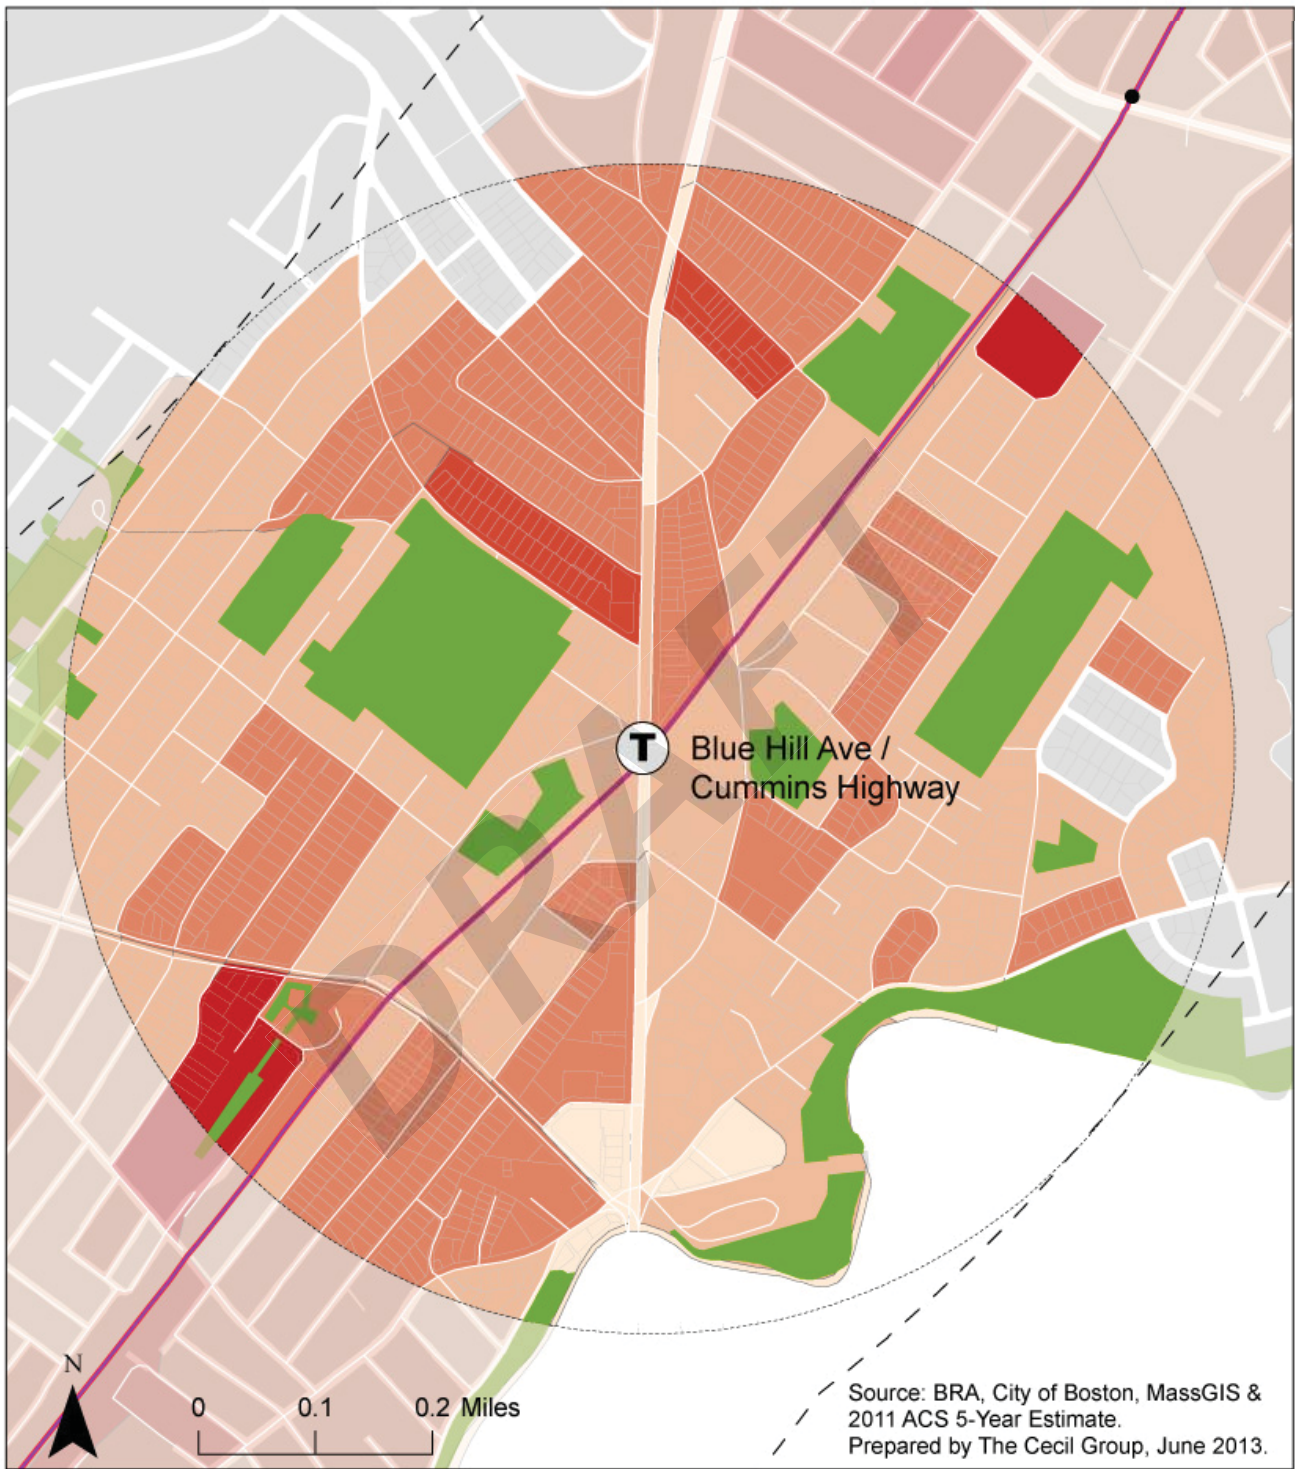 T
Blue Hill Ave /
Cummins Highway
DRAFT
N
0 0.1 0.2 Miles
Source: BRA, City of Boston, MassGIS &
2011 ACS 5-Year Estimate.
Prepared by The Cecil Group, June 2013.